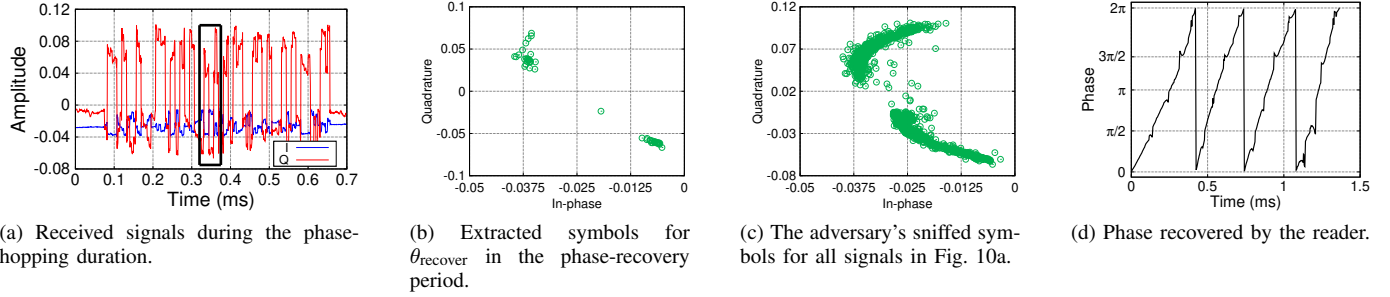 0.12
0.08
0.04
0
-0.04
-0.08
Amplitude
0 0.1 0.2 0.3 0.4 0.5 0.6 0.7
Time (ms)
I
Q
0.1
0.05
0
-0.05
-0.1
Quadrature
-0.05 -0.0375 -0.025 -0.0125 0
In-phase
0.12
0.07
0.02
-0.03
-0.08
Quadrature
-0.05 -0.0375 -0.025 -0.0125 0
In-phase
2π
3π/2
π
π/2
0
Phase
0 0.5 1 1.5
Time (ms)
(a) Received signals during the phase-
hopping duration.
(b) Extracted symbols for
θrecover in the phase-recovery
period.
(c) The adversary's sniffed sym-
bols for all signals in Fig. 10a.
(d) Phase recovered by the reader.